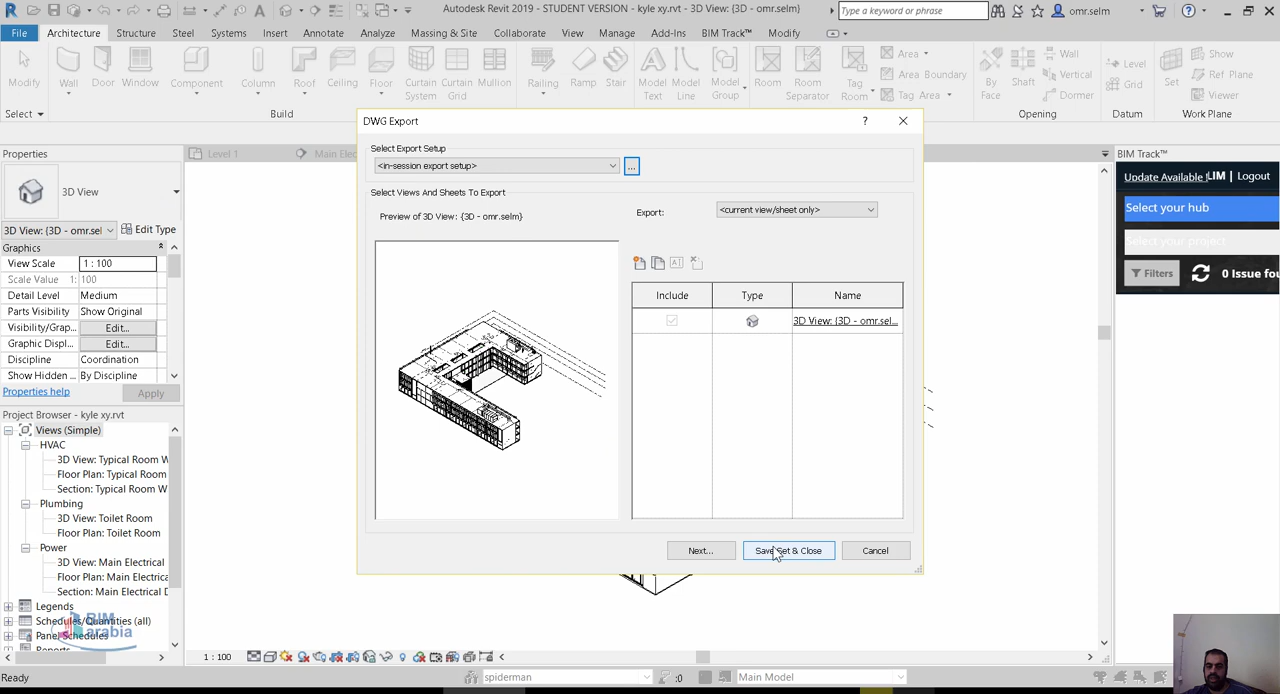 Autodesk Revit 2019 - STUDENT VERSION - kyle xy.rvt - 3D View: {3D - omr.selm}
Type a keyword or phrase
omr.selm
File Architecture Structure Steel Systems Insert Annotate Analyze Massing & Site Collaborate View Manage Add-Ins BIM Track™ Modify
Modify Wall Door Window Component Column Roof Ceiling Floor Curtain System Curtain Grid Mullion Railing Ramp Stair Model Text Model Line Model Group Room Room Separator Tag Room
Area
Area Boundary
Tag Area
By Face Shaft
Wall
Vertical
Dormer
Level
Grid
Set
Show
Ref Plane
Viewer
Select Build Opening Datum Work Plane
Properties
Level 1
Main Elec
BIM Track™
3D View
3D View: {3D - omr.sel
Edit Type
Graphics
View Scale 1 : 100
Scale Value 1: 100
Detail Level Medium
Parts Visibility Show Original
Visibility/Grap... Edit...
Graphic Displ... Edit...
Discipline Coordination
Show Hidden ... By Discipline
Properties help
Apply
Project Browser - kyle xy.rvt
Views (Simple)
HVAC
3D View: Typical Room W
Floor Plan: Typical Room
Section: Typical Room W
Plumbing
3D View: Toilet Room
Floor Plan: Toilet Room
Power
3D View: Main Electrical
Floor Plan: Main Electrica
Section: Main Electrical D
Legends
Schedules/Quantities (all)
Panel Schedules
BIM
arabia
DWG Export
?
Select Export Setup
<in-session export setup>
...
Select Views And Sheets To Export
Preview of 3D View: {3D - omr.selm}
Export:
<current view/sheet only>
Include Type Name
3D View: {3D - omr.sel...
Next...
Save Set & Close
Cancel
Update Available !
LIM | Logout
Select your hub
Select your project
Filters
0 Issue fou
1 : 100
Ready
spiderman
:0
Main Model